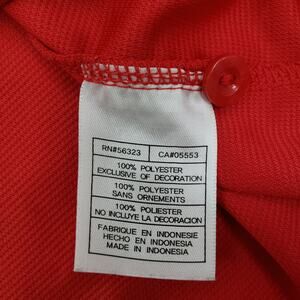 RN#56323 CA#05553
100% POLYESTER
EXCLUSIVE OF DECORATION
100% POLYESTER
SANS ORNEMENTS
100% POLIESTER
NO INCLUYE LA DECORACION
FABRIQUE EN INDONESIE
HECHO EN INDONESIA
MADE IN INDONESIA